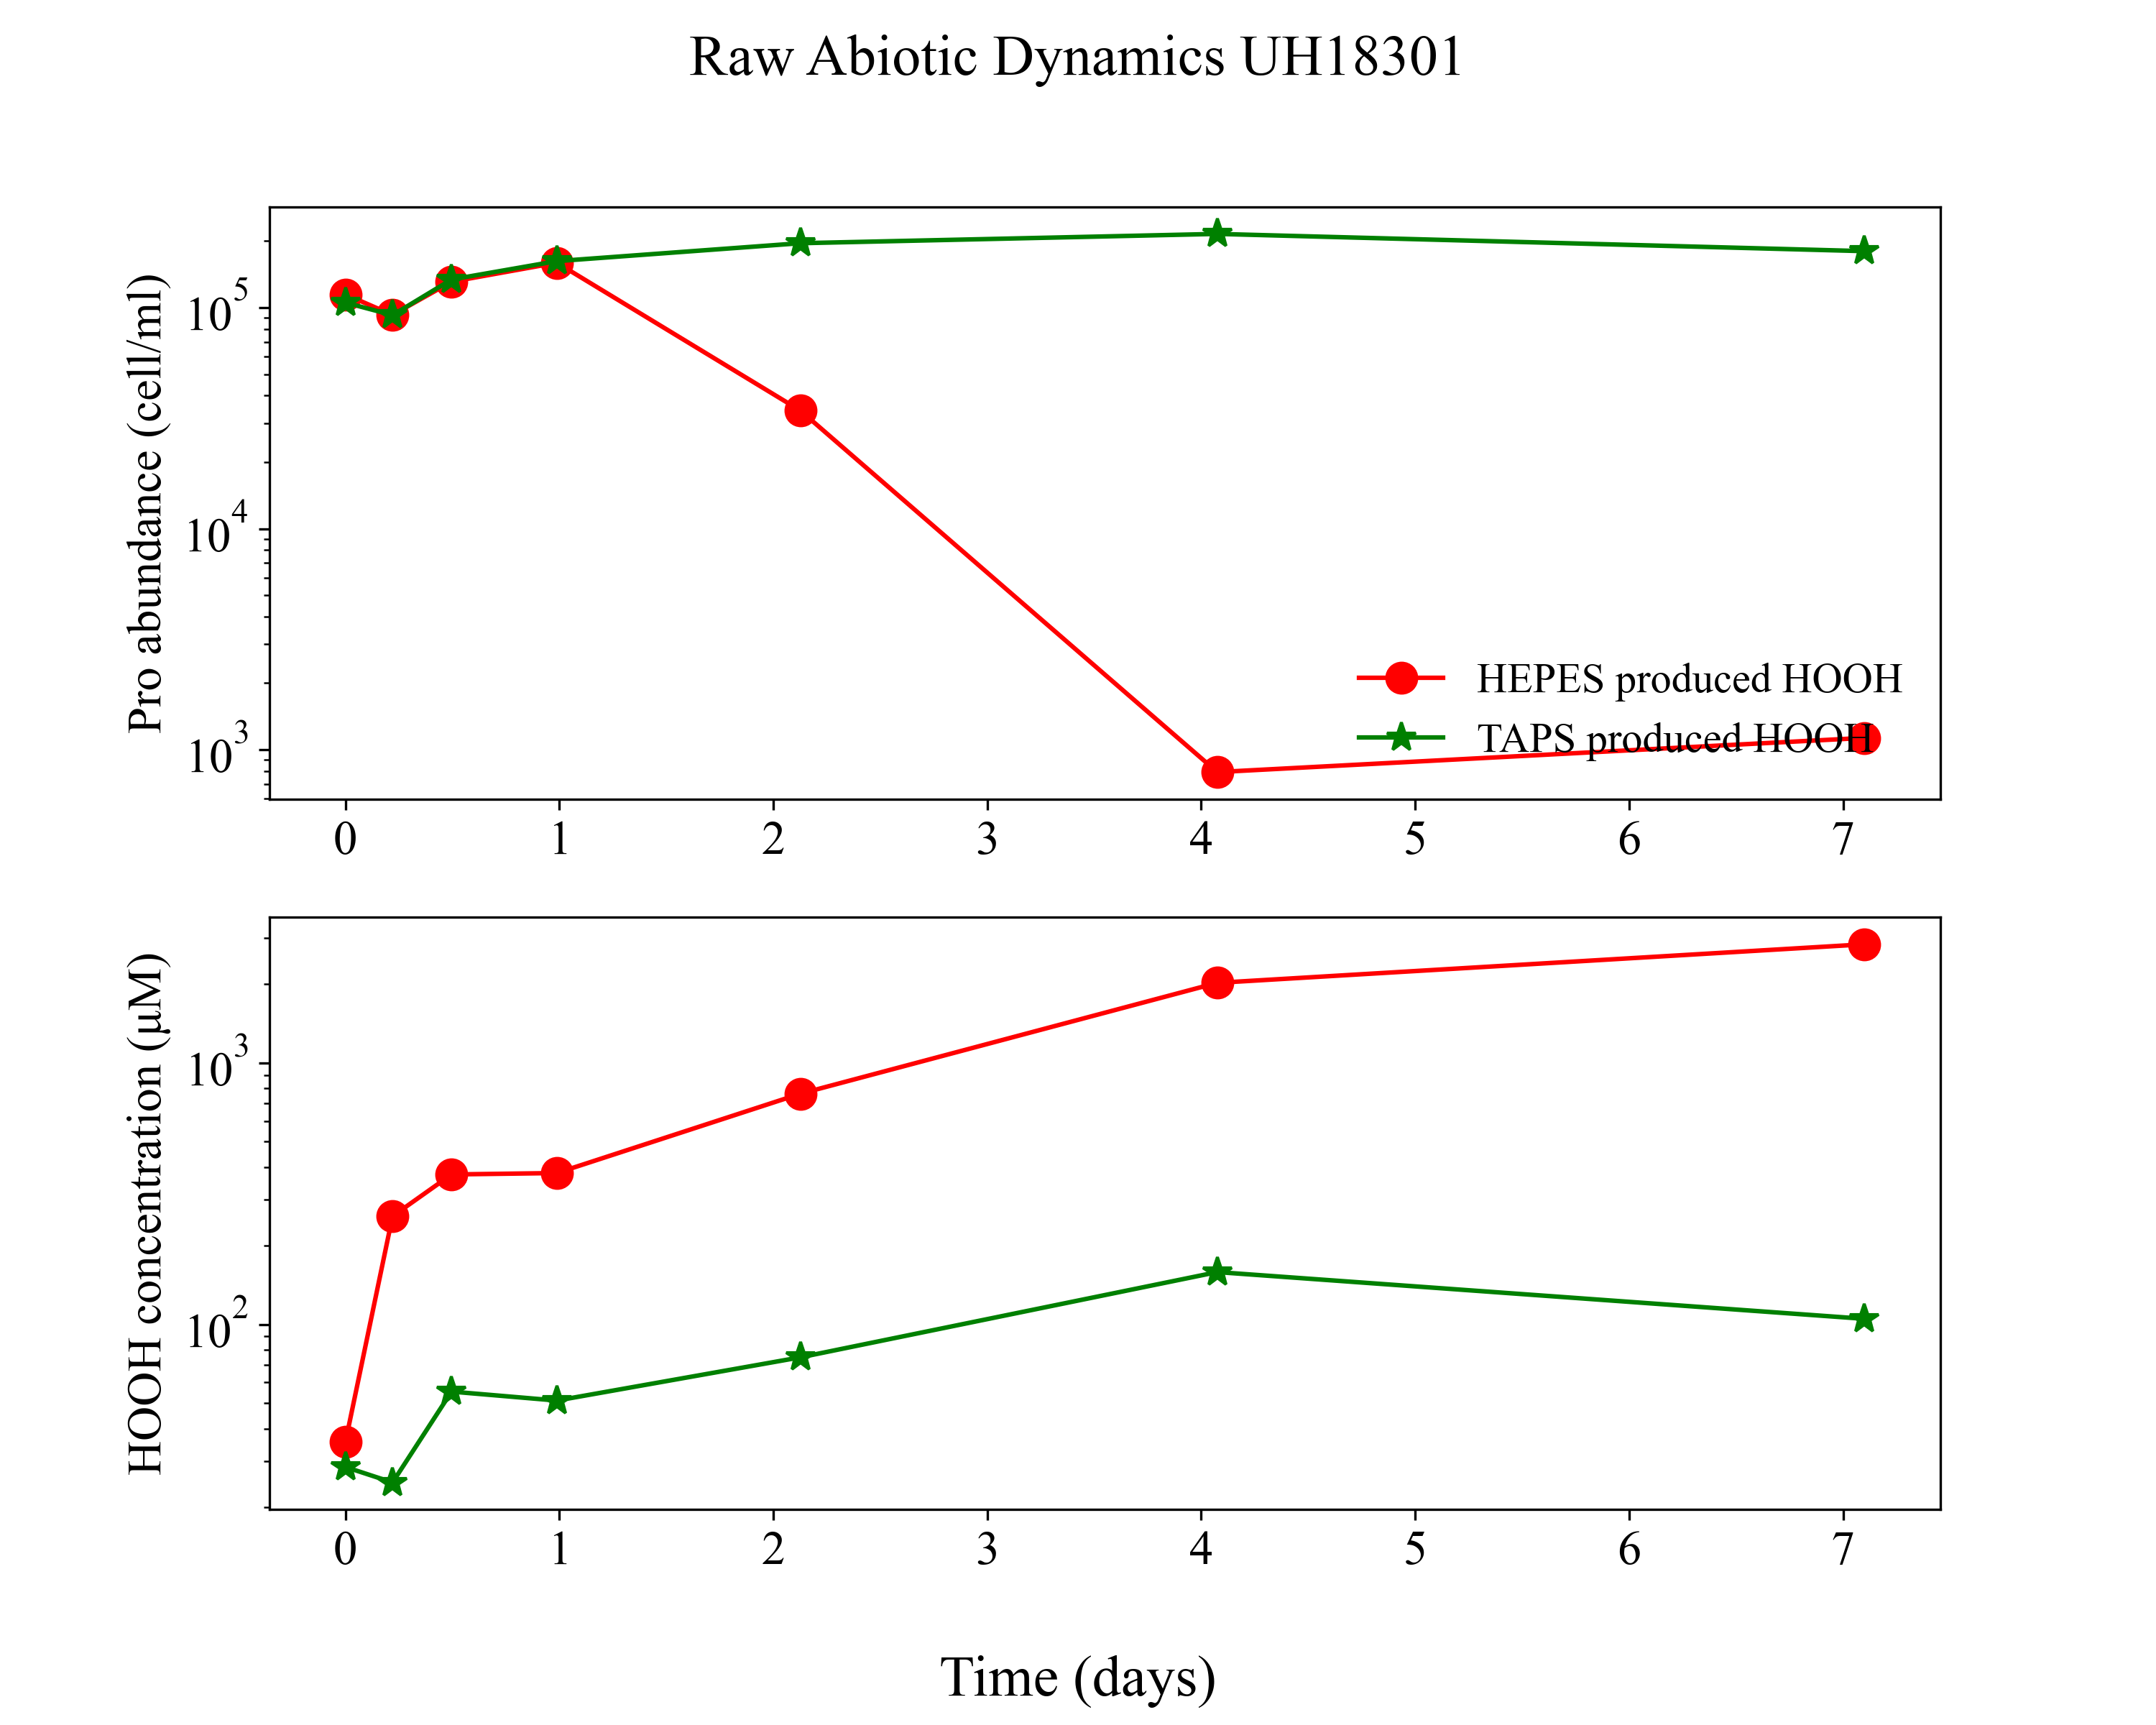 Raw Abiotic Dynamics UH18301
Pro abundance (cell/ml)
10^5
10^4
10^3
HEPES produced HOOH
TAPS produced HOOH
0 1 2 3 4 5 6 7
HOOH concentration (μM)
10^3
10^2
0 1 2 3 4 5 6 7
Time (days)